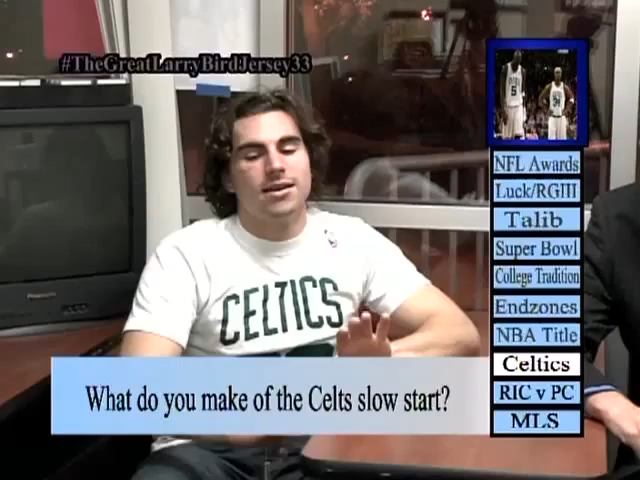 #TheGreatLarryBirdJersey33
NFL Awards
Luck/RGIII
Talib
Super Bowl
College Tradition
Endzones
NBA Title
Celtics
RIC v PC
MLS
CELTICS
What do you make of the Celts slow start?